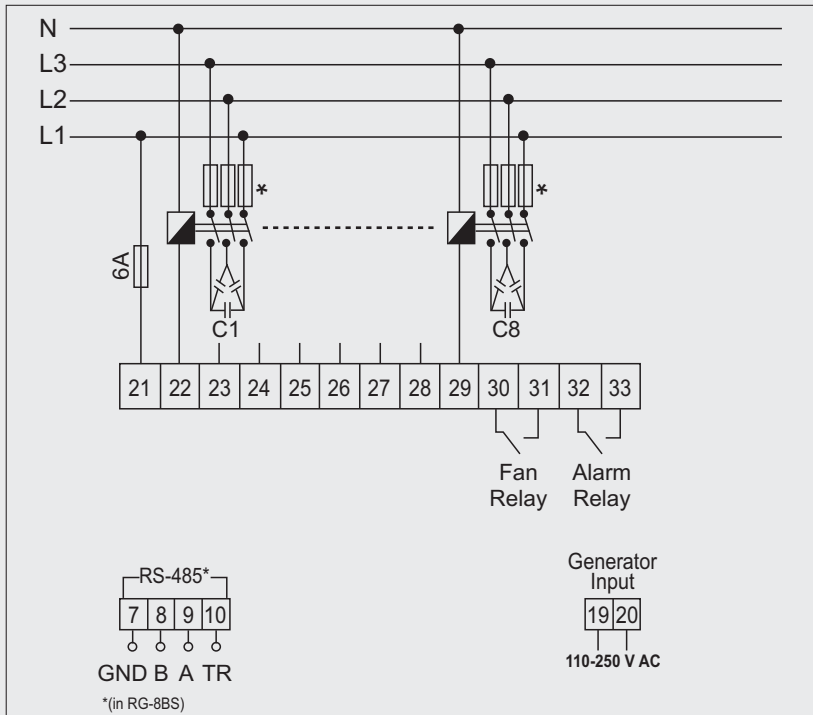 N
L3
L2
L1
*
*
6A
C1
C8
21 22 23 24 25 26 27 28 29 30 31 32 33
Fan
Relay
Alarm
Relay
RS-485*
7 8 9 10
GND B A TR
*(in RG-8BS)
Generator
Input
19 20
110-250 V AC